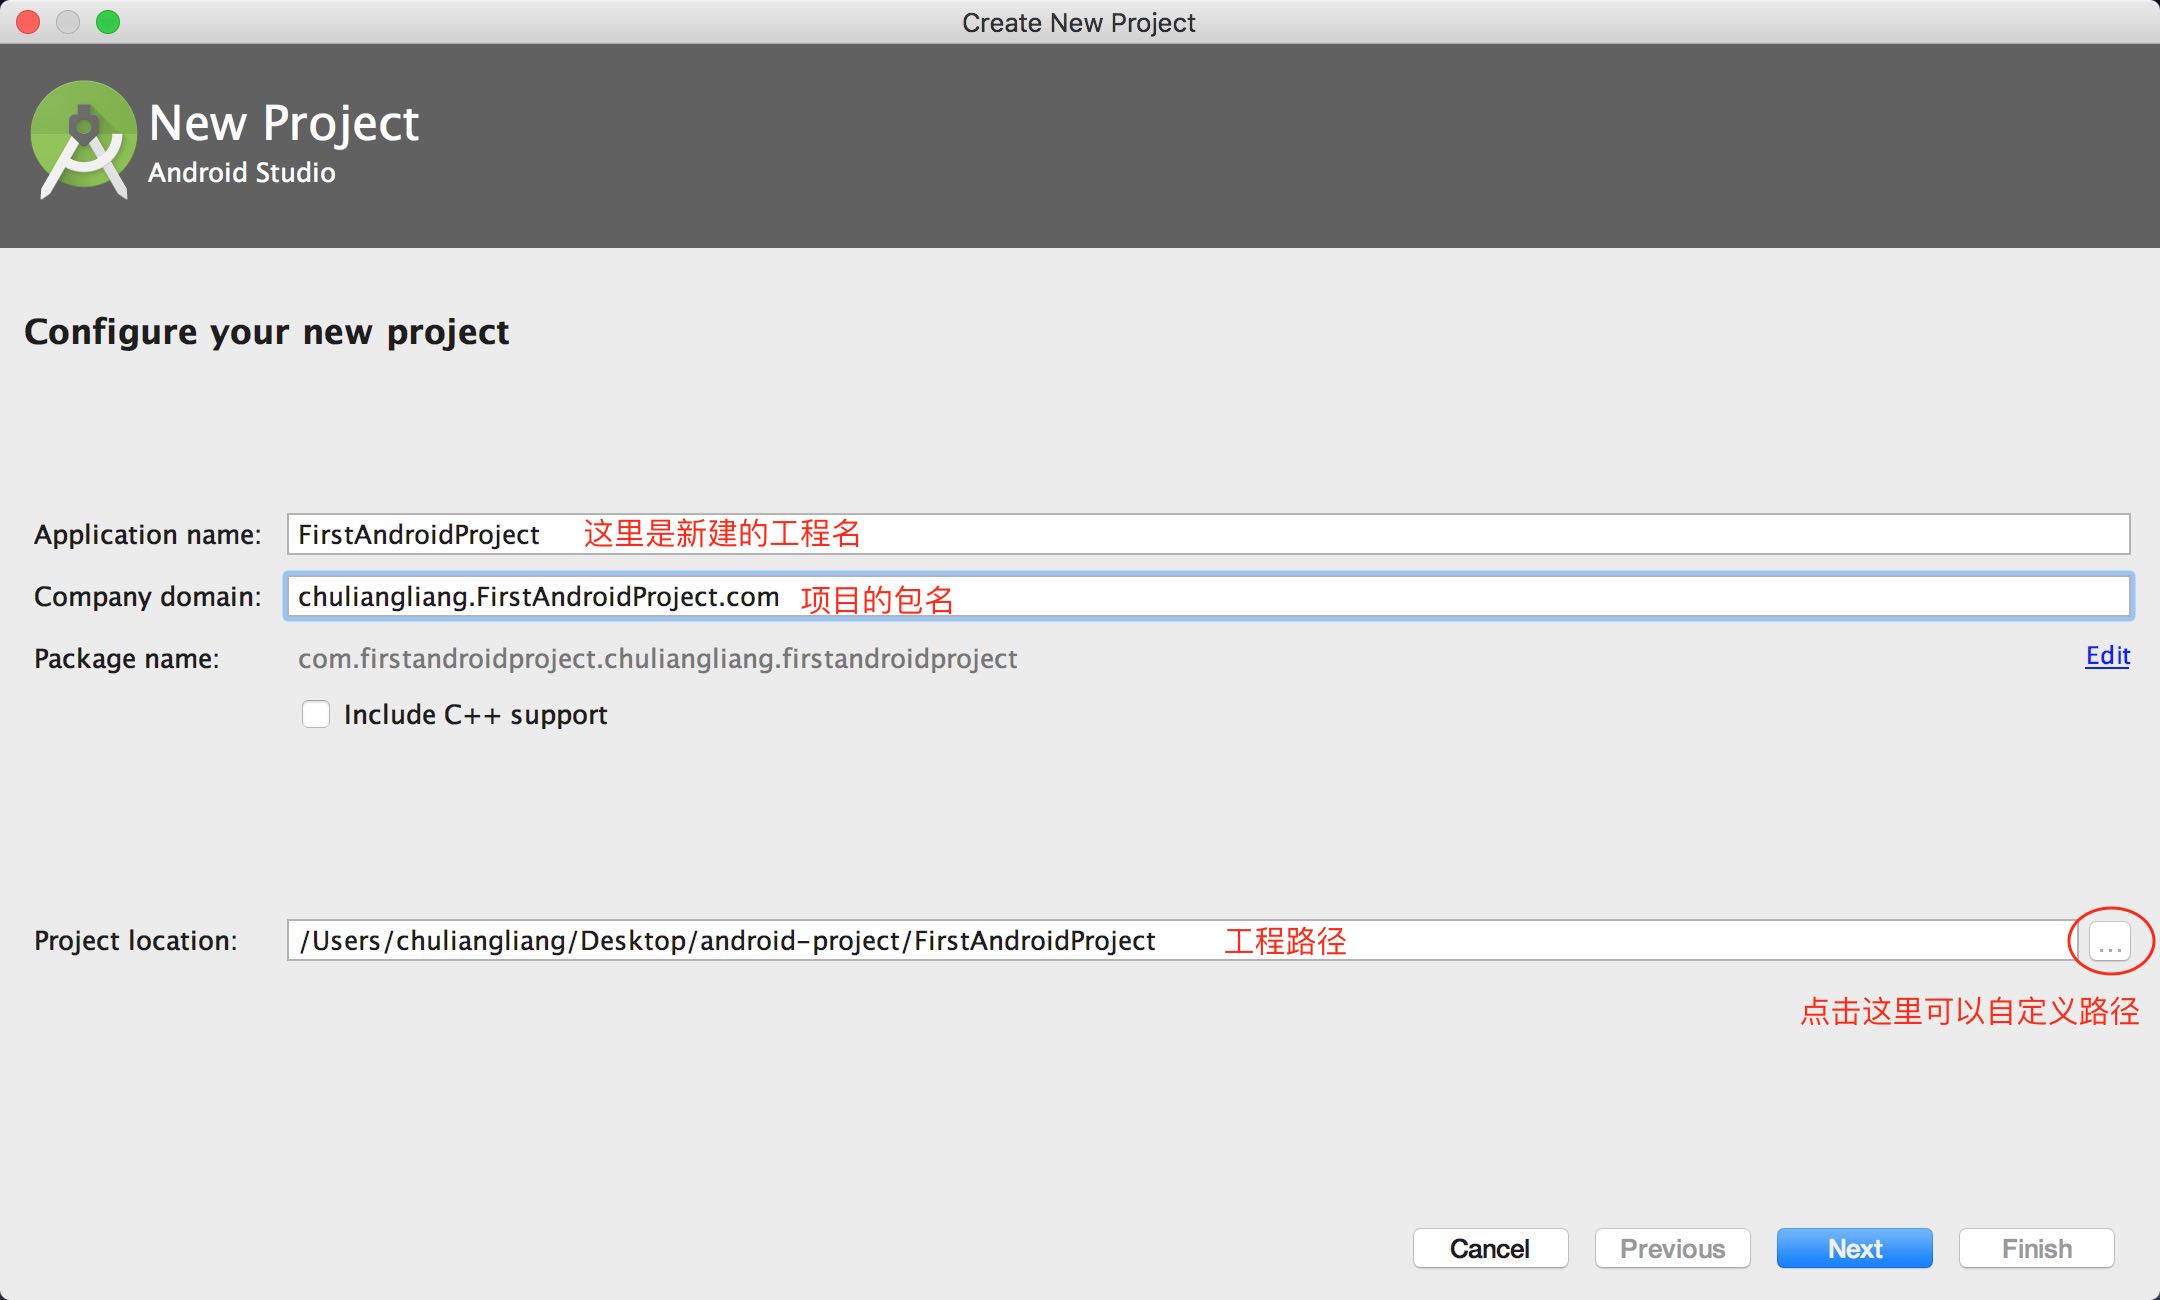 Create New Project
New Project
Android Studio
Configure your new project
Application name: FirstAndroidProject 这里是新建的工程名
Company domain: chuliangliang.FirstAndroidProject.com 项目的包名
Package name: com.firstandroidproject.chuliangliang.firstandroidproject Edit
Include C++ support
Project location: /Users/chuliangliang/Desktop/android-project/FirstAndroidProject 工程路径 ...
点击这里可以自定义路径
Cancel Previous Next Finish